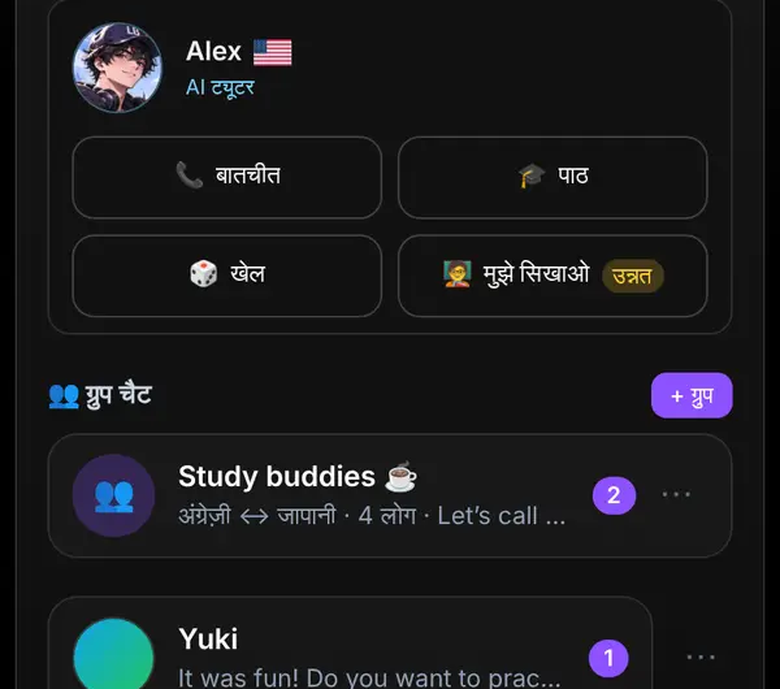 LB
Alex
AI ट्यूटर
बातचीत
पाठ
खेल
मुझे सिखाओ उन्नत
ग्रुप चैट
+ ग्रुप
Study buddies
2
अंग्रेज़ी ↔ जापानी · 4 लोग · Let’s call ...
Yuki
1
It was fun! Do you want to prac...